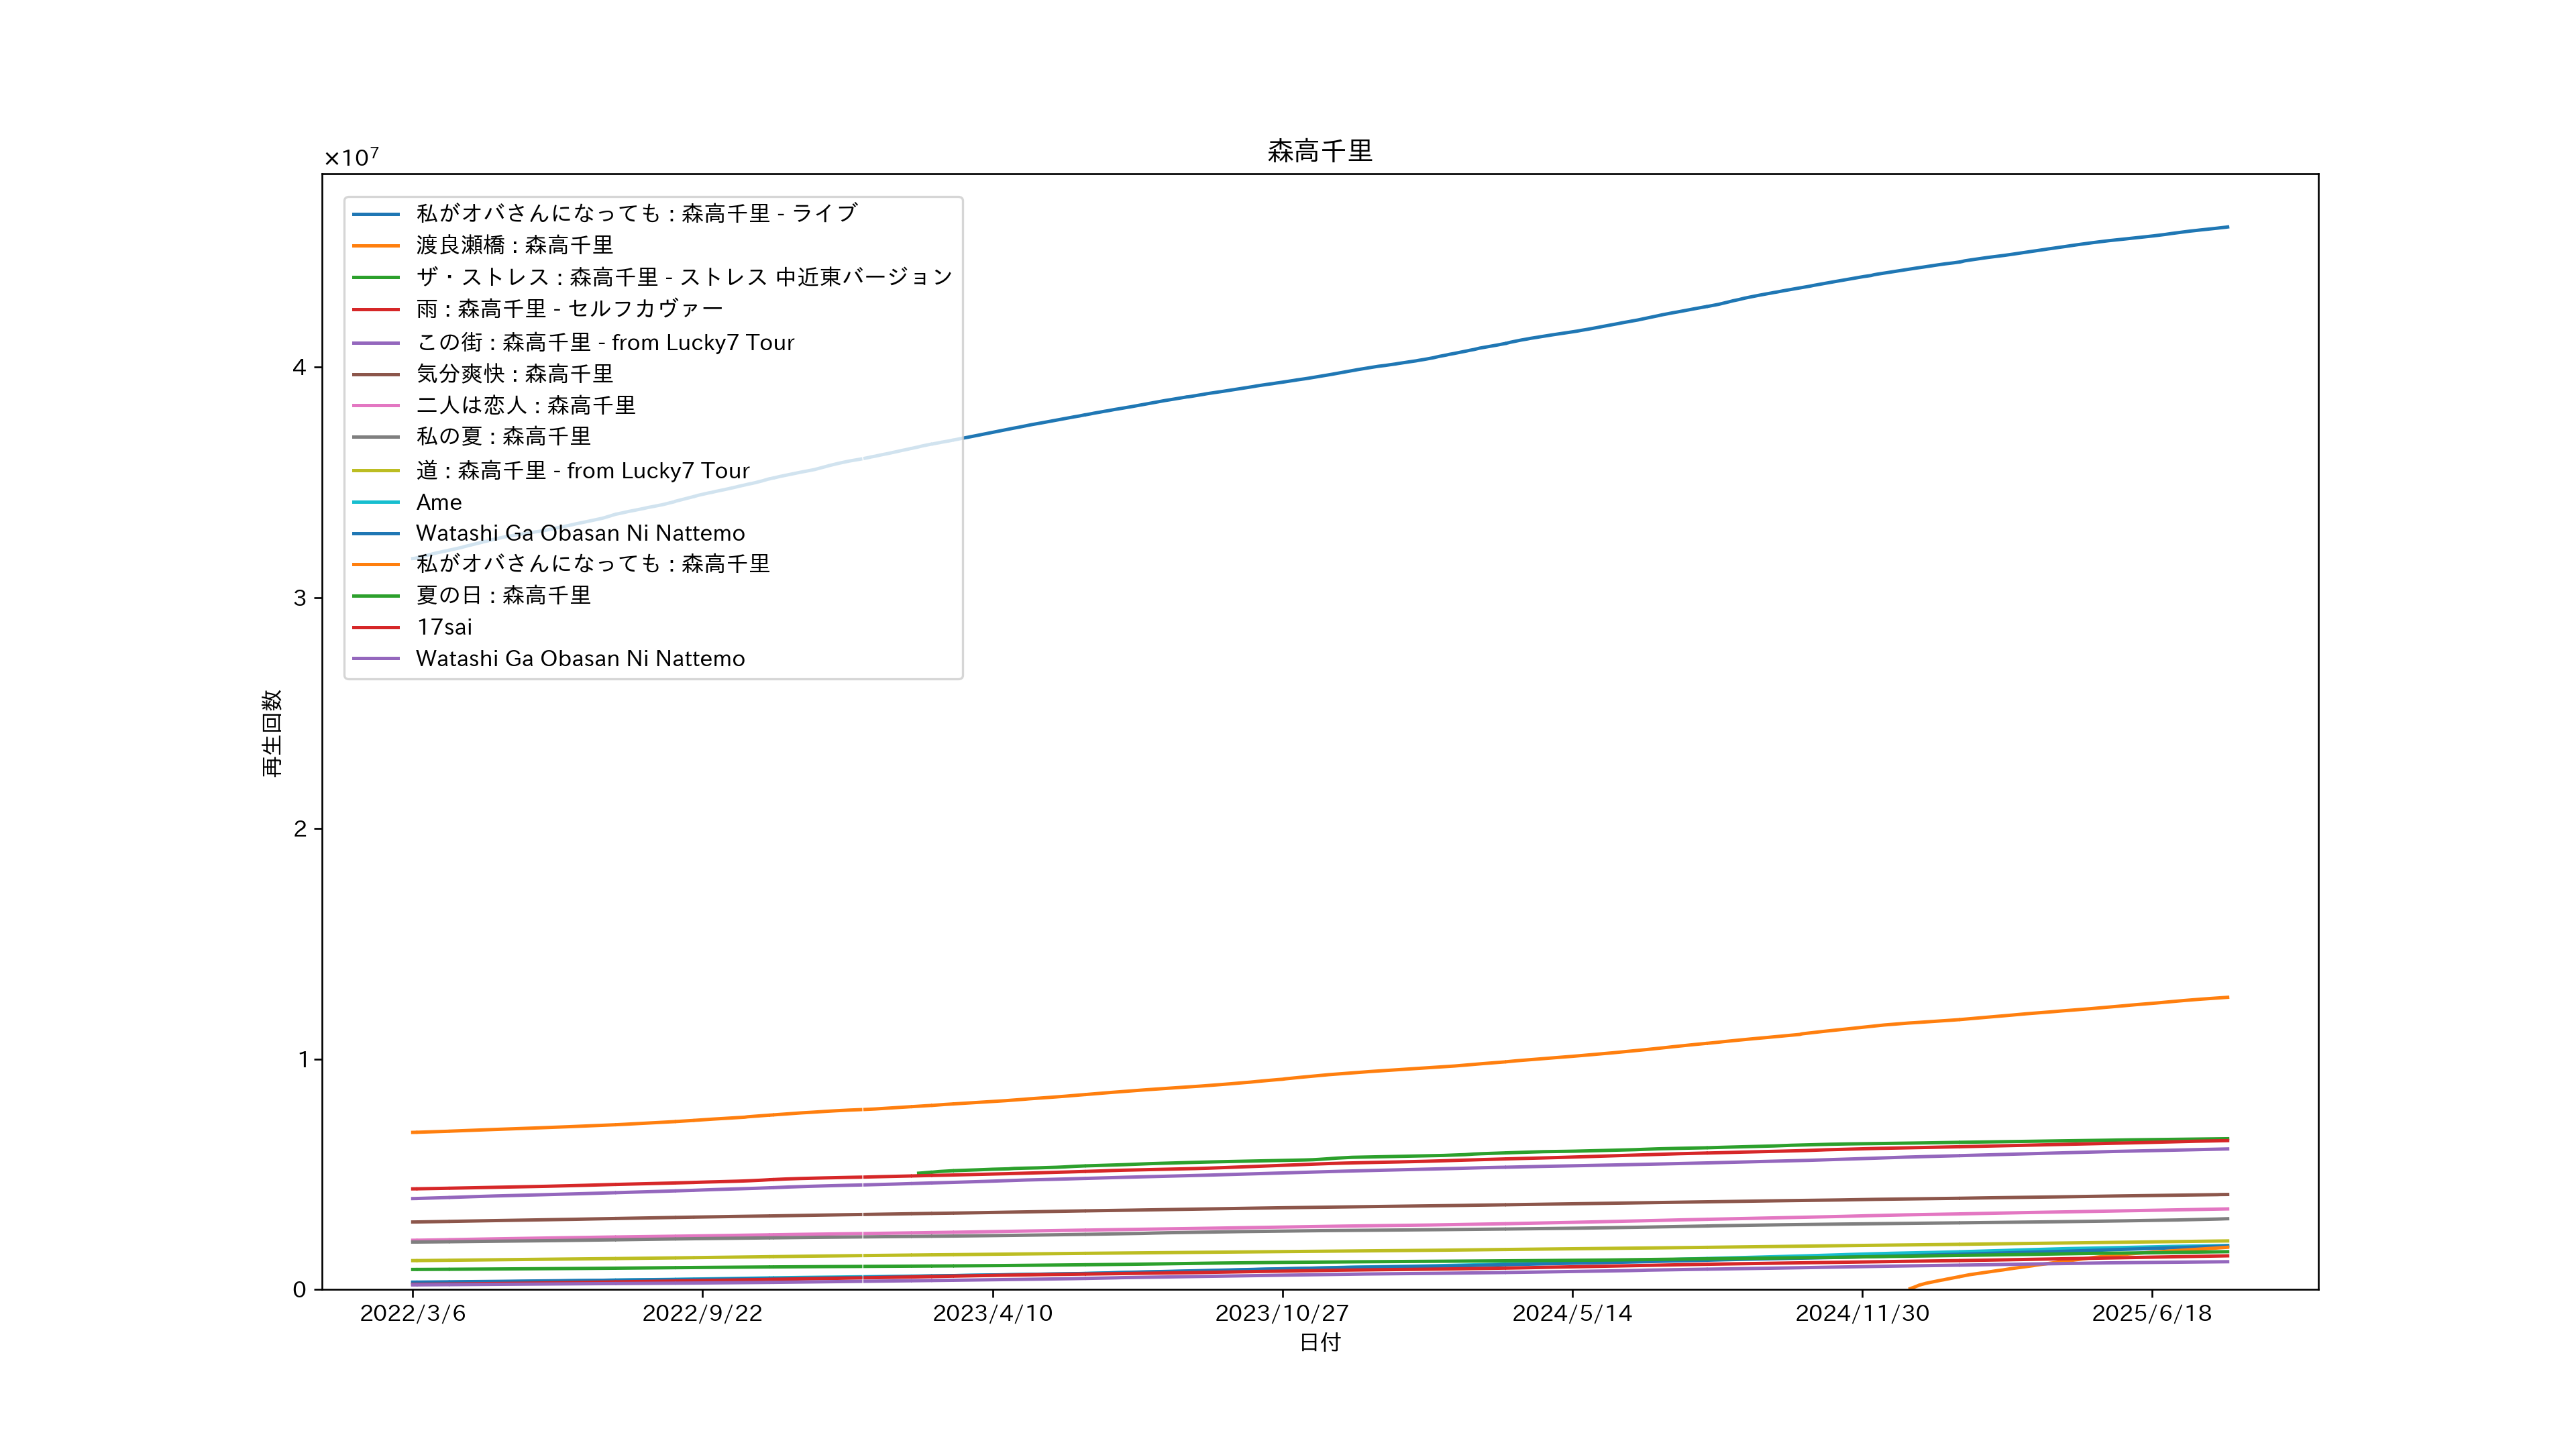 森高千里
×10⁷
私がオバさんになっても : 森高千里 - ライブ
渡良瀬橋 : 森高千里
ザ・ストレス : 森高千里 - ストレス 中近東バージョン
雨 : 森高千里 - セルフカヴァー
この街 : 森高千里 - from Lucky7 Tour
気分爽快 : 森高千里
二人は恋人 : 森高千里
私の夏 : 森高千里
道 : 森高千里 - from Lucky7 Tour
Ame
Watashi Ga Obasan Ni Nattemo
私がオバさんになっても : 森高千里
夏の日 : 森高千里
17sai
Watashi Ga Obasan Ni Nattemo
4
3
2
1
0
再生回数
2022/3/6 2022/9/22 2023/4/10 2023/10/27 2024/5/14 2024/11/30 2025/6/18
日付